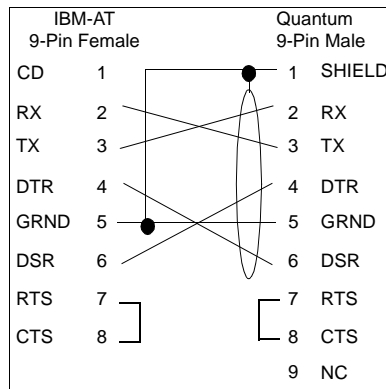 IBM-AT Quantum
9-Pin Female 9-Pin Male
CD 1 1 SHIELD
RX 2 2 RX
TX 3 3 TX
DTR 4 4 DTR
GRND 5 5 GRND
DSR 6 6 DSR
RTS 7 7 RTS
CTS 8 8 CTS
9 NC